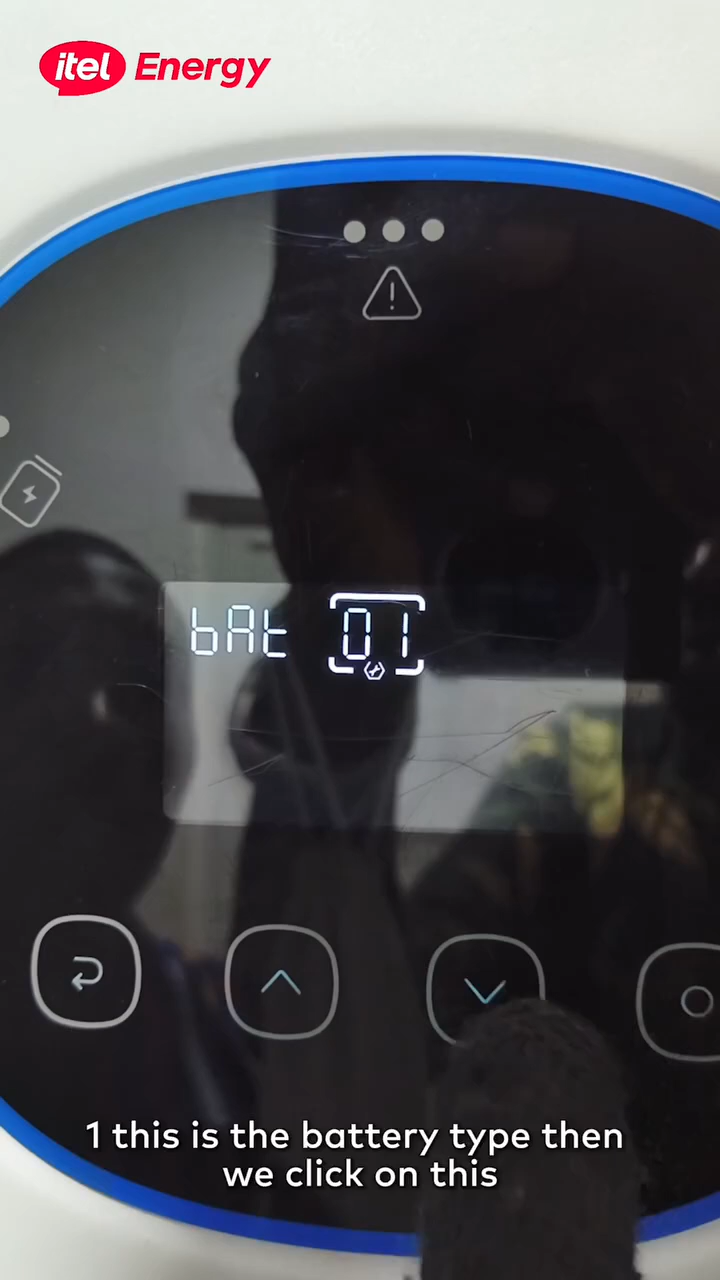 itel Energy
bAt 01
1 this is the battery type then
we click on this